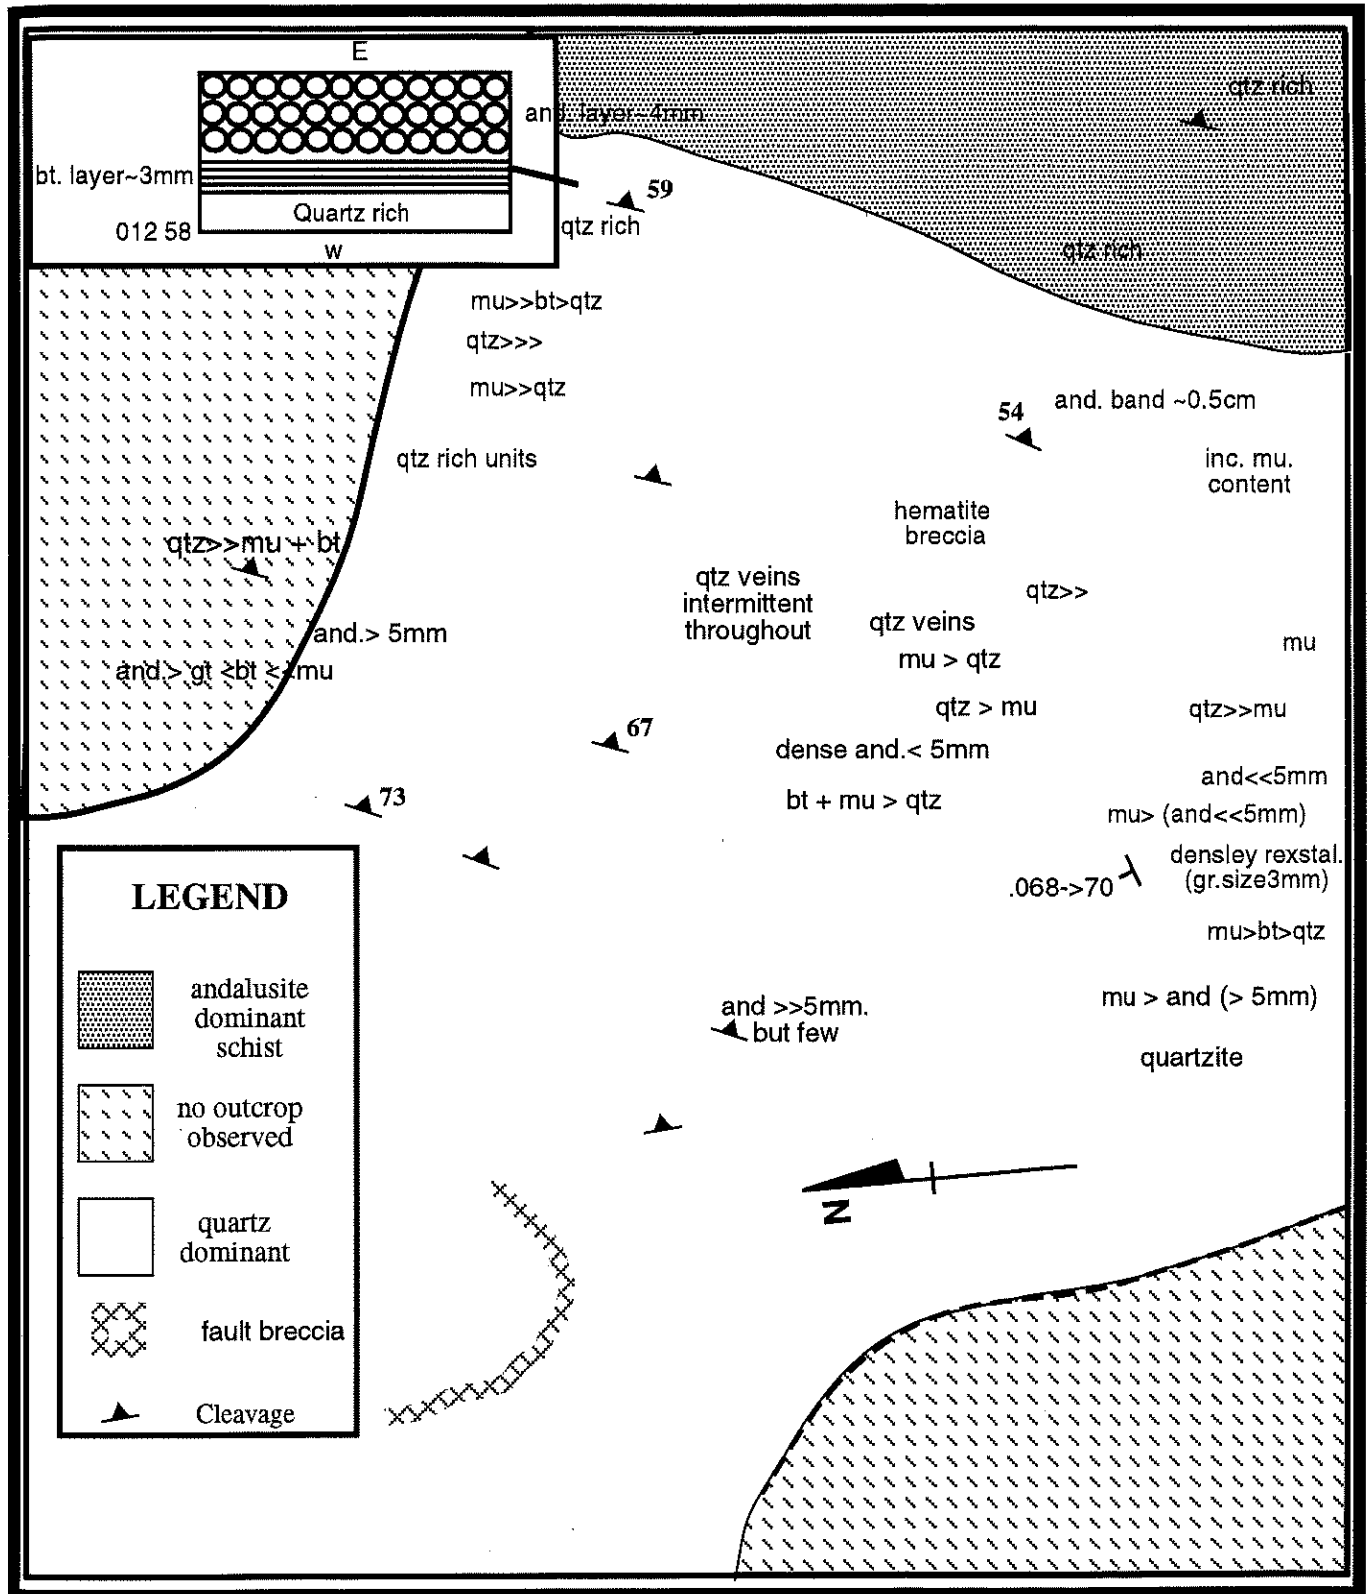 E
and. layer~4mm
bt. layer~3mm
Quartz rich
012 58
w
qtz rich
59
qtz rich
qtz rich
mu>>bt>qtz
qtz>>>
mu>>qtz
qtz rich units
54
and. band ~0.5cm
inc. mu.
content
hematite
breccia
qtz>>mu + bt
qtz veins
intermittent
throughout
qtz>>
qtz veins
mu
and.> 5mm
mu > qtz
and.> gt <bt <<mu
qtz > mu
qtz>>mu
67
dense and.< 5mm
and<<5mm
73
bt + mu > qtz
mu> (and<<5mm)
densley rexstal.
(gr.size3mm)
.068->70
mu>bt>qtz
and >>5mm.
but few
mu > and (> 5mm)
quartzite
N
LEGEND
andalusite
dominant
schist
no outcrop
observed
quartz
dominant
fault breccia
Cleavage